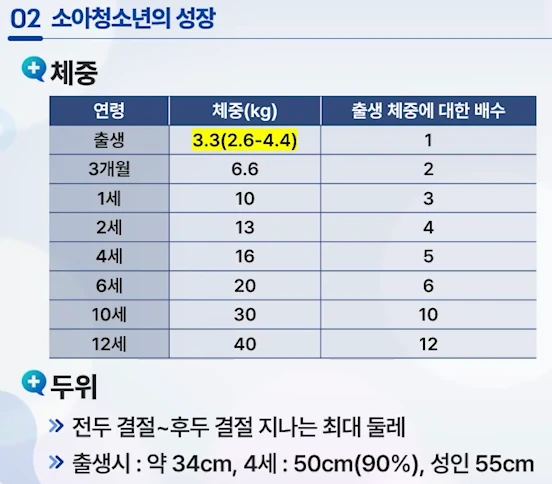 02 소아청소년의 성장
체중
연령 체중(kg) 출생 체중에 대한 배수
출생 3.3(2.6-4.4) 1
3개월 6.6 2
1세 10 3
2세 13 4
4세 16 5
6세 20 6
10세 30 10
12세 40 12
두위
전두 결절~후두 결절 지나는 최대 둘레
출생시 : 약 34cm, 4세 : 50cm(90%), 성인 55cm